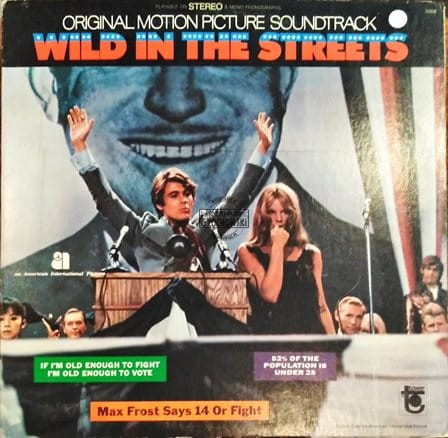 PLAYABLE ON STEREO & MONO PHONOGRAPHS
ORIGINAL MOTION PICTURE SOUNDTRACK
WILD IN THE STREETS
an American International Picture
IF I'M OLD ENOUGH TO FIGHT
I'M OLD ENOUGH TO VOTE
52% OF THE
POPULATION IS
UNDER 25
Max Frost Says 14 Or Fight